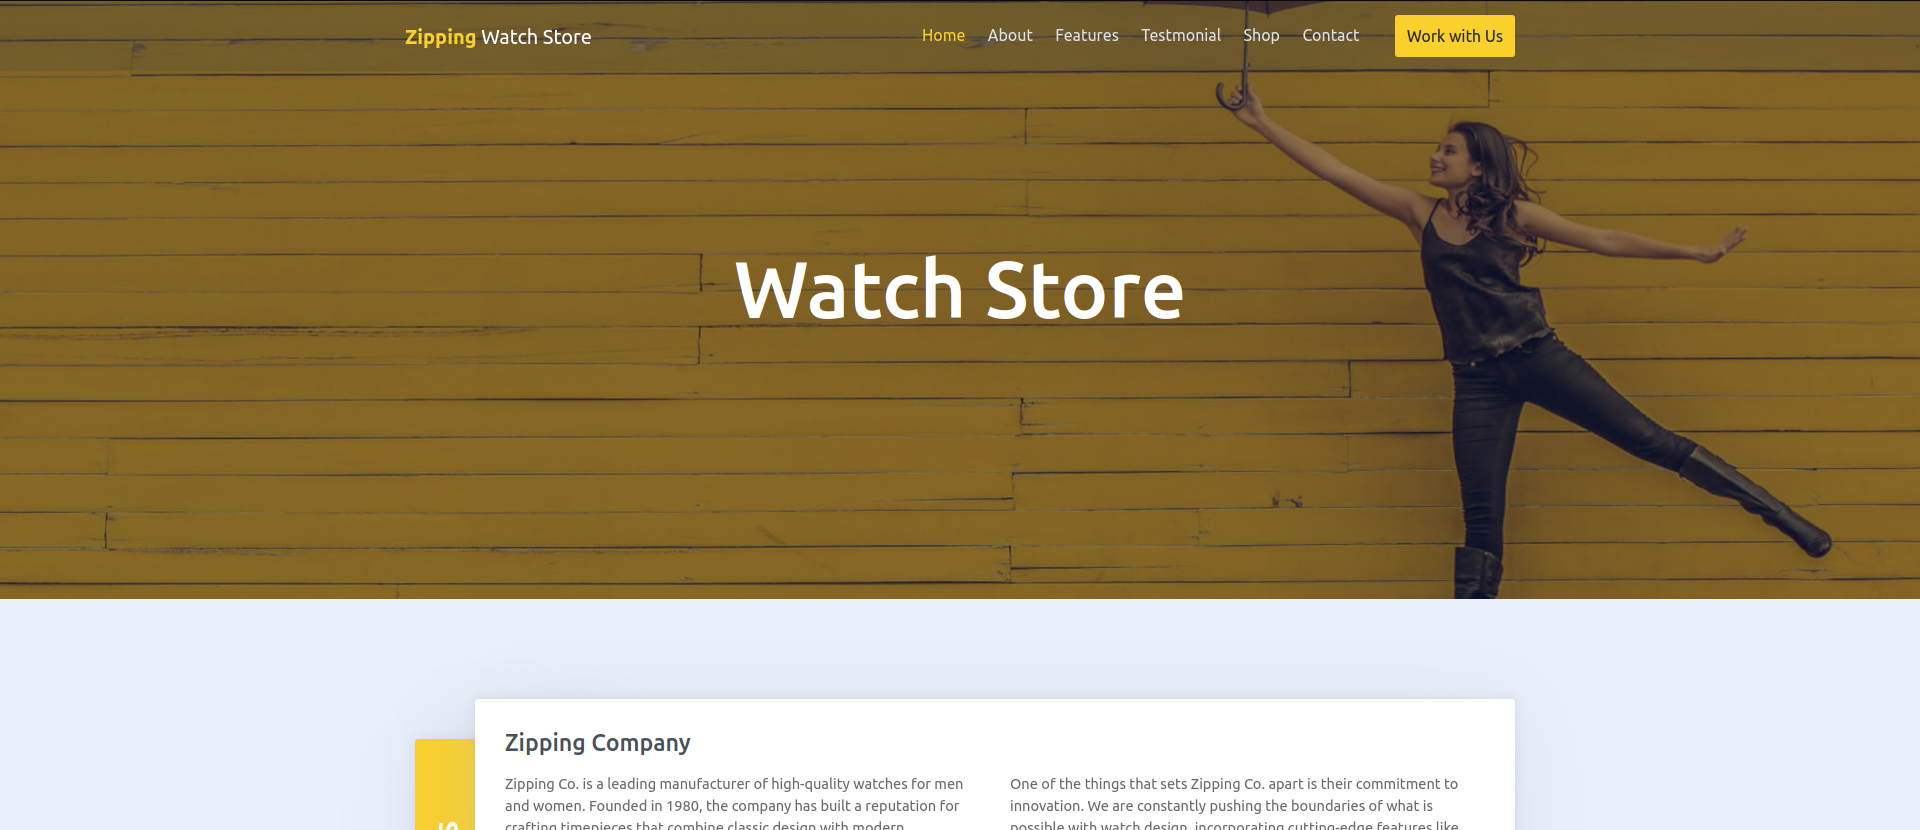 Zipping Watch Store
Home About Features Testmonial Shop Contact Work with Us
Watch Store
Zipping Company
Zipping Co. is a leading manufacturer of high-quality watches for men
and women. Founded in 1980, the company has built a reputation for
crafting timepieces that combine classic design with modern
One of the things that sets Zipping Co. apart is their commitment to
innovation. We are constantly pushing the boundaries of what is
possible with watch design, incorporating cutting-edge features like